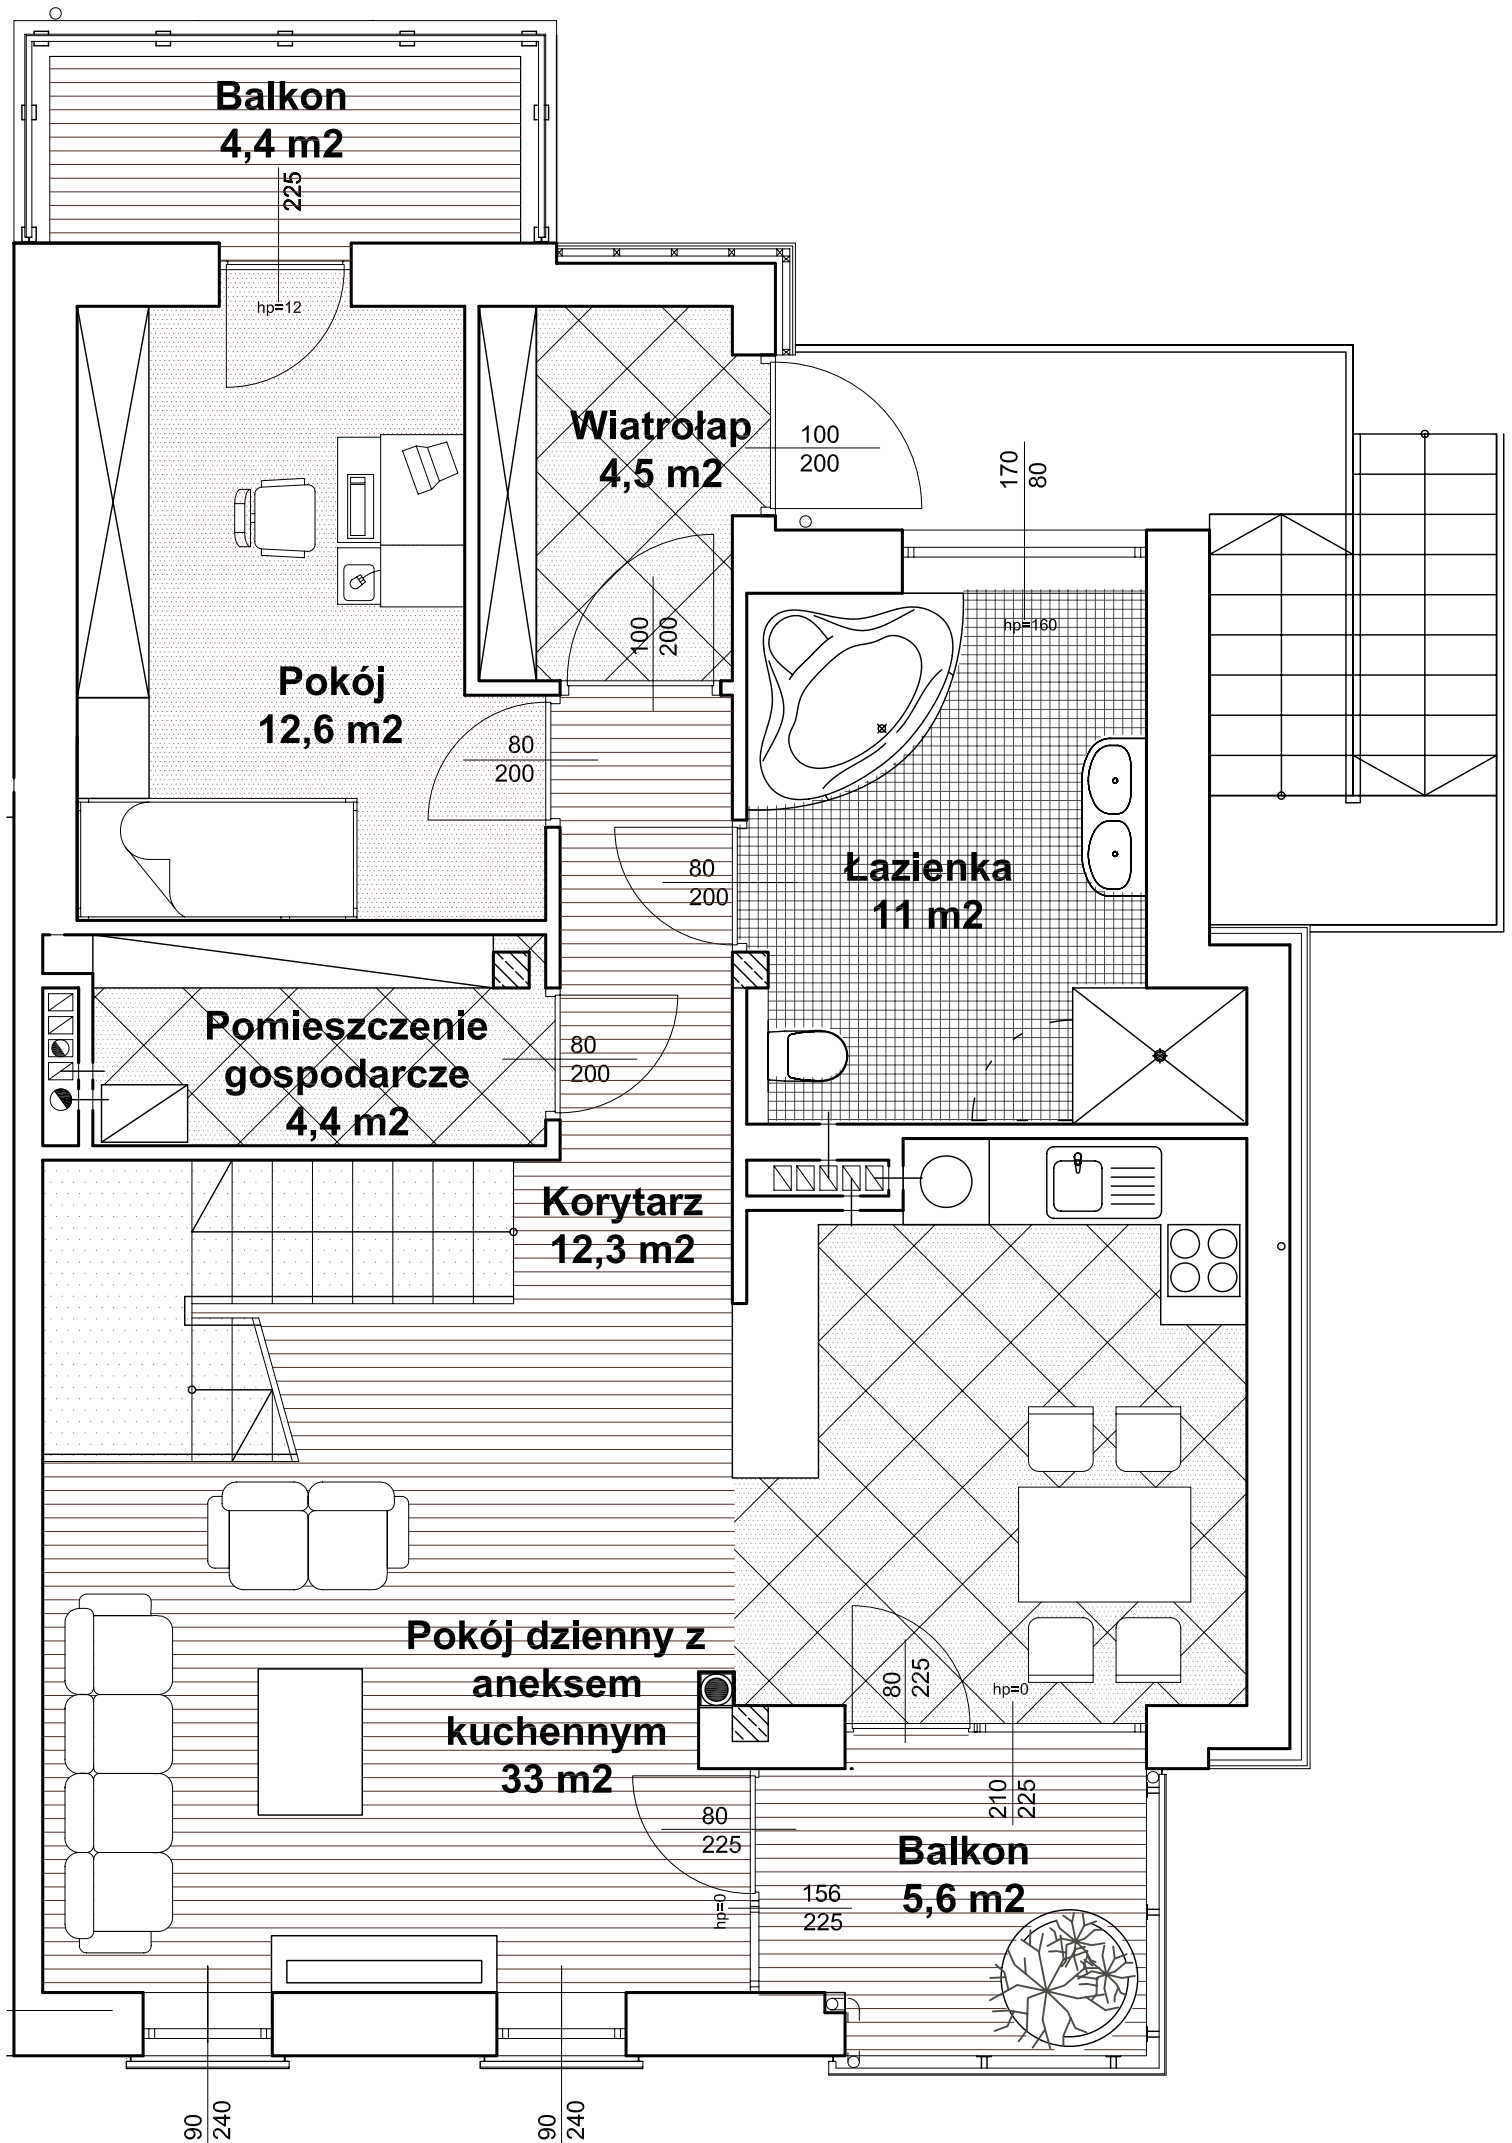 Balkon
4,4 m2
225
hp=12
Wiatrołap
4,5 m2
100
200
170
80
hp=160
100
200
Pokój
12,6 m2
80
200
80
200
Łazienka
11 m2
Pomieszczenie
gospodarcze
4,4 m2
80
200
Korytarz
12,3 m2
Pokój dzienny z
aneksem
kuchennym
33 m2
80
225
hp=0
210
225
80
225
hp=0
156
225
Balkon
5,6 m2
90
240
90
240